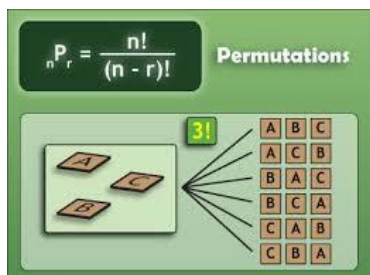 nPr = n! / (n - r)!
Permutations
3!
A
C
B
A B C
A C B
B A C
B C A
C A B
C B A